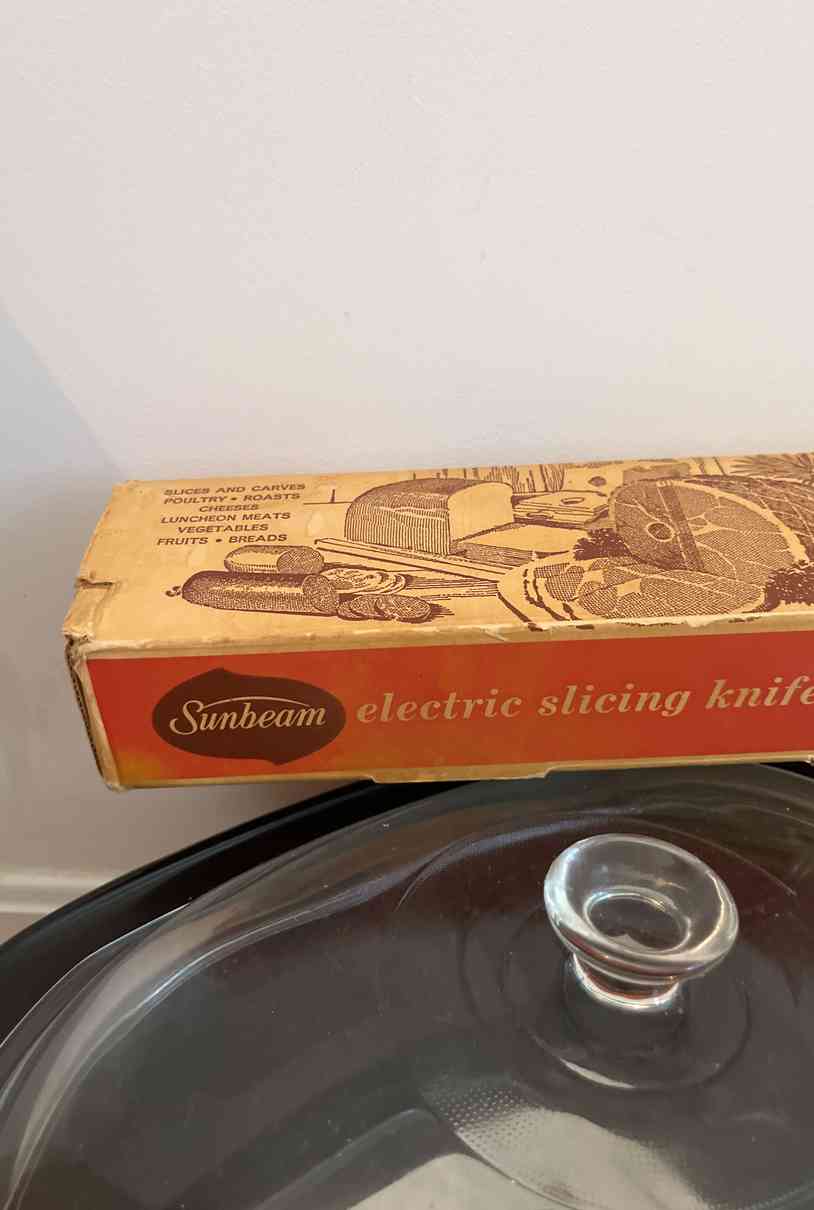 SLICES AND CARVES
POULTRY • ROASTS
CHEESES
LUNCHEON MEATS
VEGETABLES
FRUITS • BREADS
Sunbeam electric slicing knife